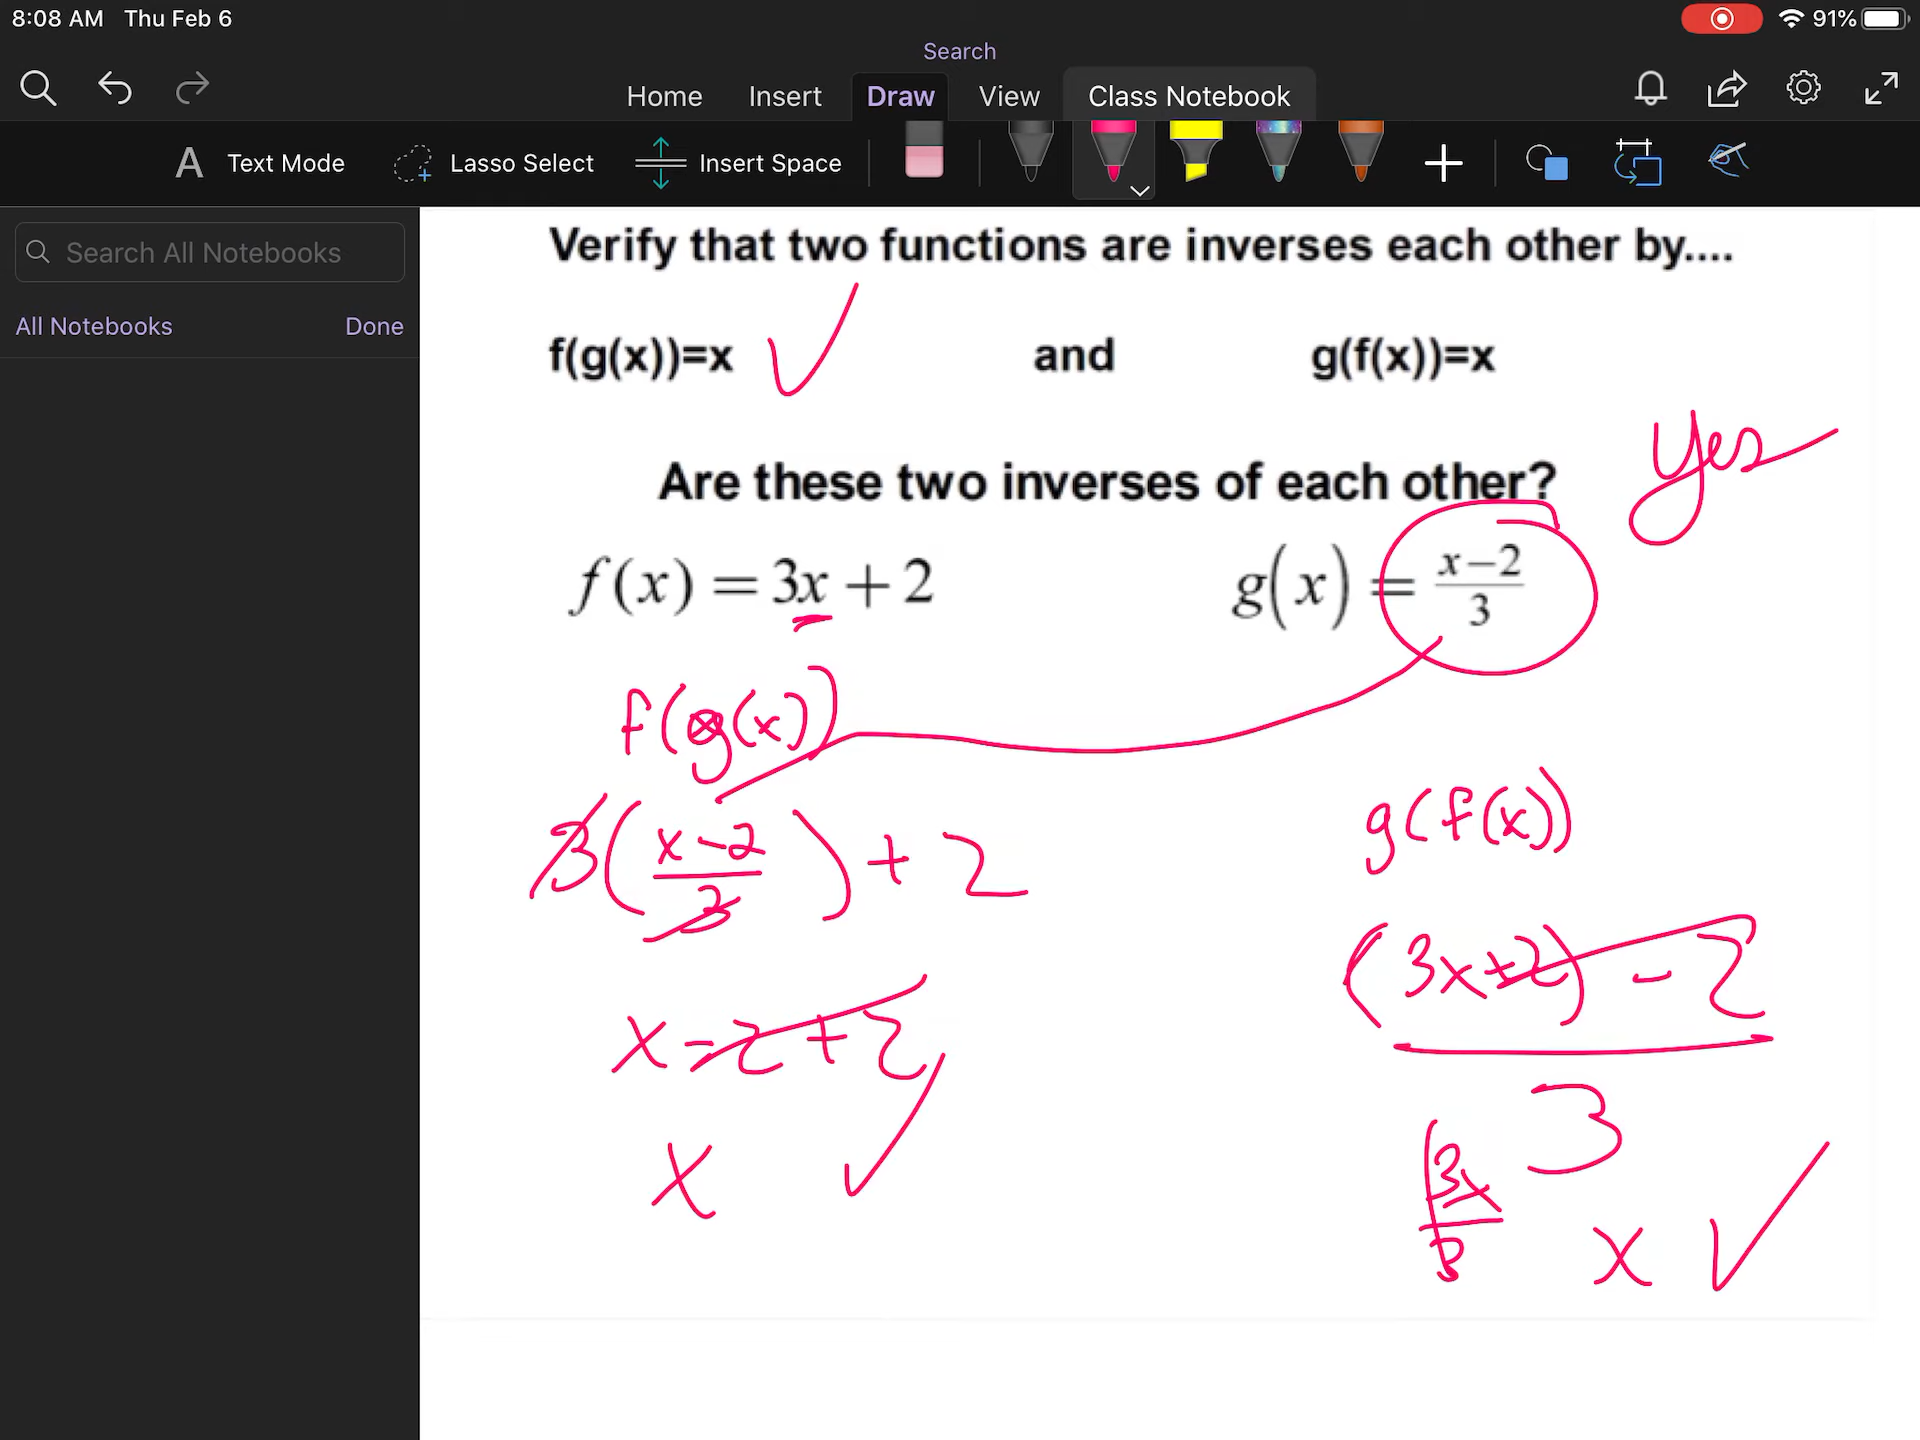 8:08 AM Thu Feb 6 91%
Search
Home Insert Draw View Class Notebook
A Text Mode Lasso Select Insert Space
Search All Notebooks
All Notebooks Done
Verify that two functions are inverses each other by....
f(g(x))=x and g(f(x))=x
yes
Are these two inverses of each other?
f(x) = 3x + 2 g(x) = x-2/3
f(g(x))
3(x-2/3) + 2
x-2+2
x
g(f(x))
(3x+2) - 2
3
3x/3 x